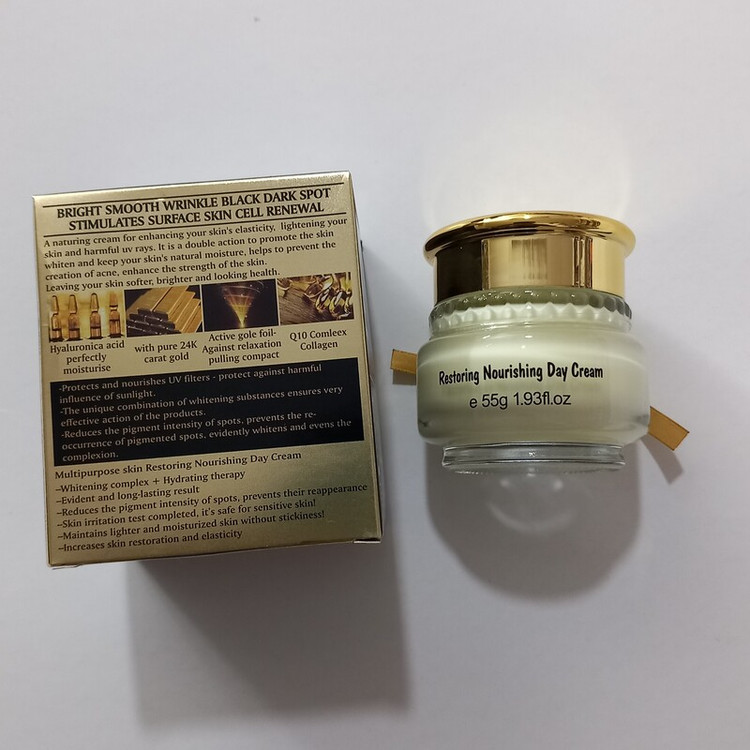 BRIGHT SMOOTH WRINKLE BLACK DARK SPOT
STIMULATES SURFACE SKIN CELL RENEWAL
A naturing cream for enhancing your skin's elasticity, lightening your
skin and harmful uv rays. It is a double action to promote the skin
whiten and keep your skin's natural moisture, helps to prevent the
creation of acne, enhance the strength of the skin.
Leaving your skin softer, brighter and looking health.
Hyaluronica acid
perfectly
moisturise
with pure 24K
carat gold
Active gole foil-
Against relaxation
pulling compact
Q10 Comleex
Collagen
-Protects and nourishes UV filters - protect against harmful
influence of sunlight.
-The unique combination of whitening substances ensures very
effective action of the products.
-Reduces the pigment intensity of spots, prevents the re-
occurrence of pigmented spots. evidently whitens and evens the
complexion.
Multipurpose skin Restoring Nourishing Day Cream
–Whitening complex + Hydrating therapy
–Evident and long-lasting result
–Reduces the pigment intensity of spots, prevents their reappearance
–Skin irritation test completed, it's safe for sensitive skin!
–Maintains lighter and moisturized skin without stickiness!
–Increases skin restoration and elasticity
Restoring Nourishing Day Cream
e 55g 1.93fl.oz